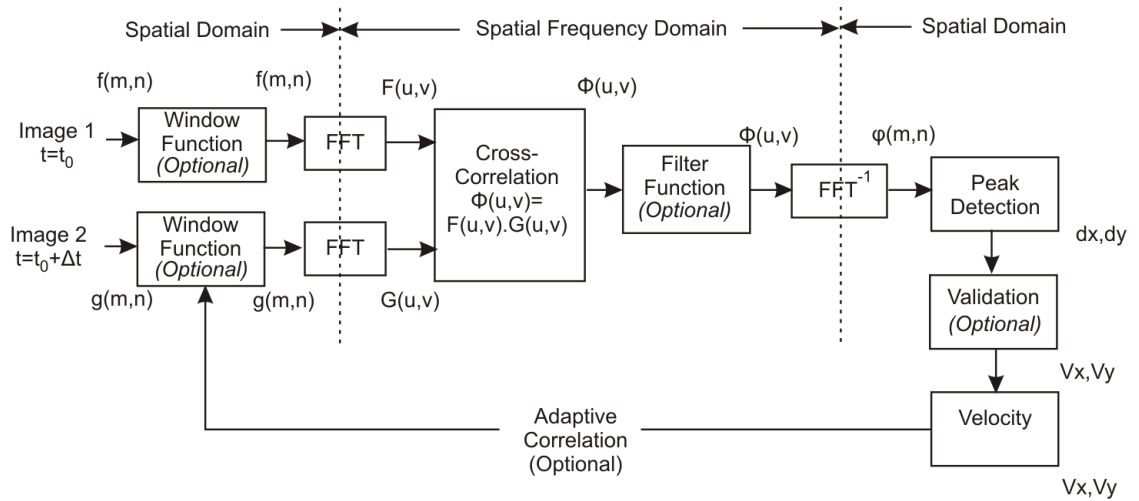 Spatial Domain
Spatial Frequency Domain
Spatial Domain
f(m,n)
f(m,n)
F(u,v)
Φ(u,v)
Image 1
t=t₀
Window
Function
(Optional)
FFT
Cross-
Correlation
Φ(u,v)=
F(u,v).G(u,v)
Filter
Function
(Optional)
Φ(u,v)
FFT⁻¹
φ(m,n)
Peak
Detection
Image 2
t=t₀+Δt
Window
Function
(Optional)
FFT
g(m,n)
g(m,n)
G(u,v)
dx,dy
Validation
(Optional)
Vx,Vy
Velocity
Adaptive
Correlation
(Optional)
Vx,Vy